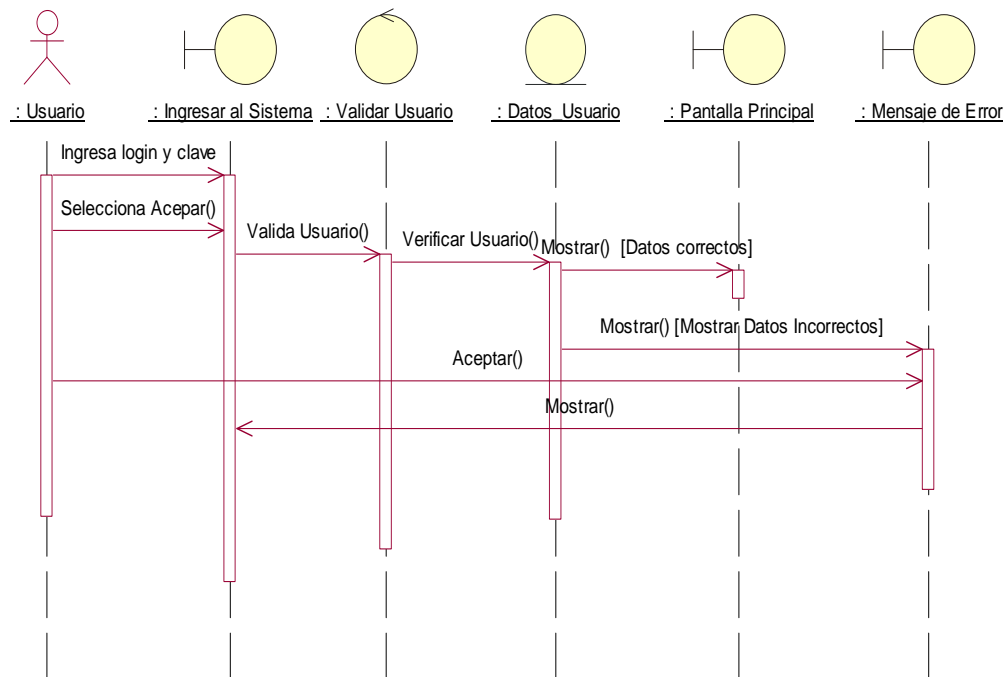 : Usuario
: Ingresar al Sistema
: Validar Usuario
: Datos_Usuario
: Pantalla Principal
: Mensaje de Error
Ingresa login y clave
Selecciona Acepar()
Valida Usuario()
Verificar Usuario()
Mostrar() [Datos correctos]
Mostrar() [Mostrar Datos Incorrectos]
Aceptar()
Mostrar()